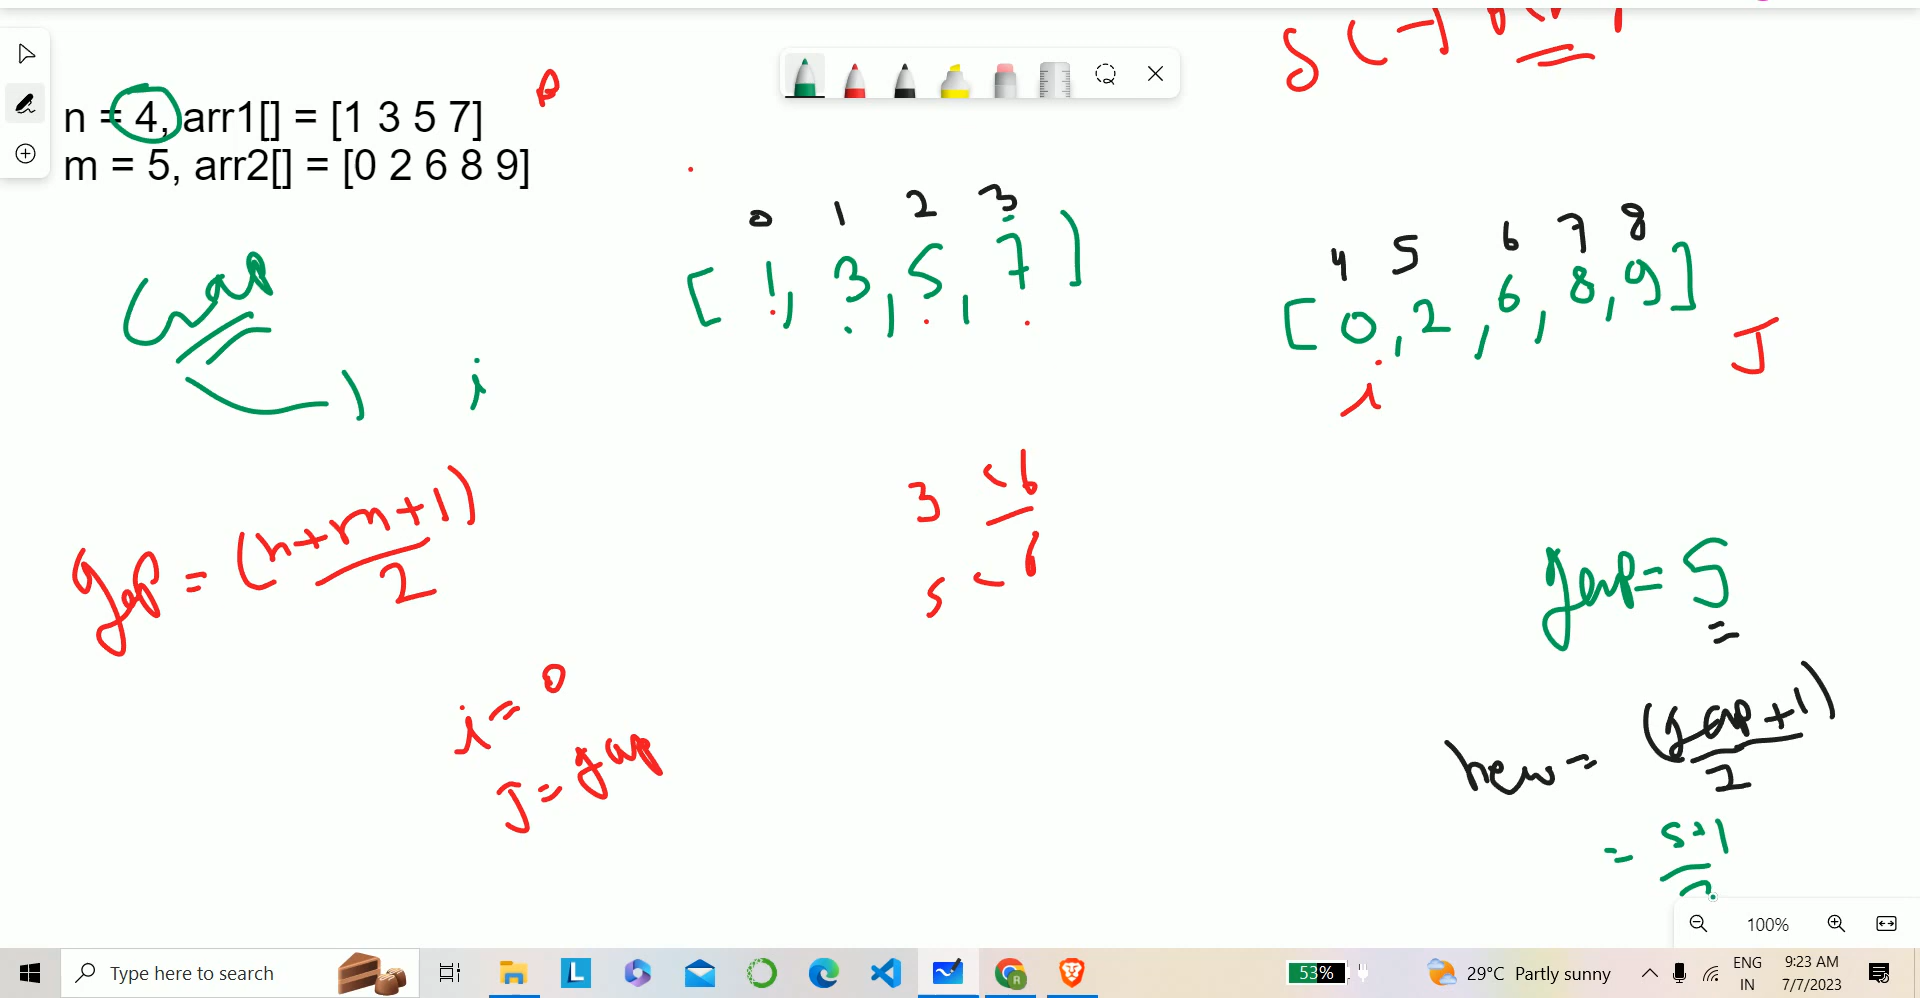 n = 4, arr1[] = [1 3 5 7]
m = 5, arr2[] = [0 2 6 8 9]
0 1 2 3
[ 1, 3, 5, 7 ]
4 5 6 7 8
[ 0, 2, 6, 8, 9 ]
i
J
Gap
1
i
gap = (n+m+1)
2
3 < 6
5 < 6
i = 0
J = gap
gap = 5
new = (gap+1)
2
= 5+1
100%
Type here to search
53%
29°C Partly sunny
ENG
IN
9:23 AM
7/7/2023